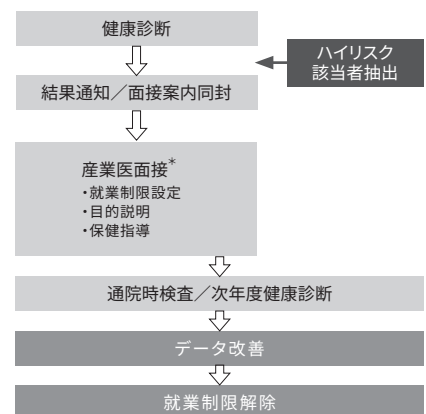 健康診断
ハイリスク
該当者抽出
結果通知／面接案内同封
産業医面接*
・就業制限設定
・目的説明
・保健指導
通院時検査／次年度健康診断
データ改善
就業制限解除